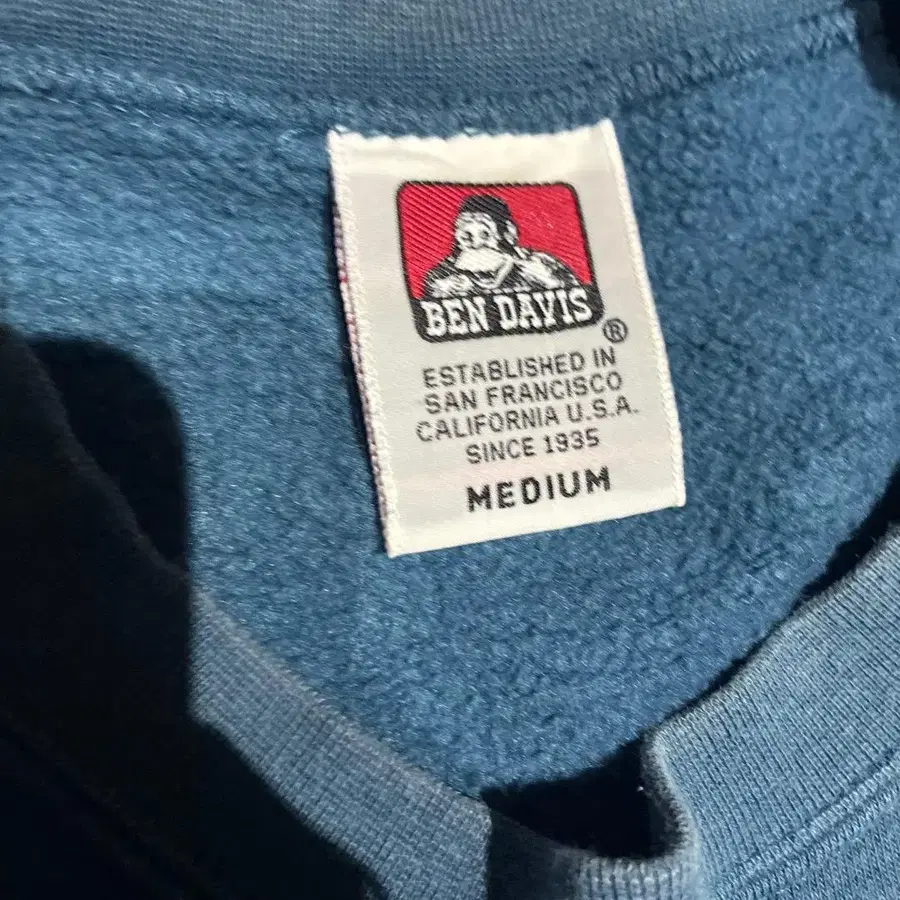 BEN DAVIS
®
ESTABLISHED IN
SAN FRANCISCO
CALIFORNIA U.S.A.
SINCE 1935
MEDIUM